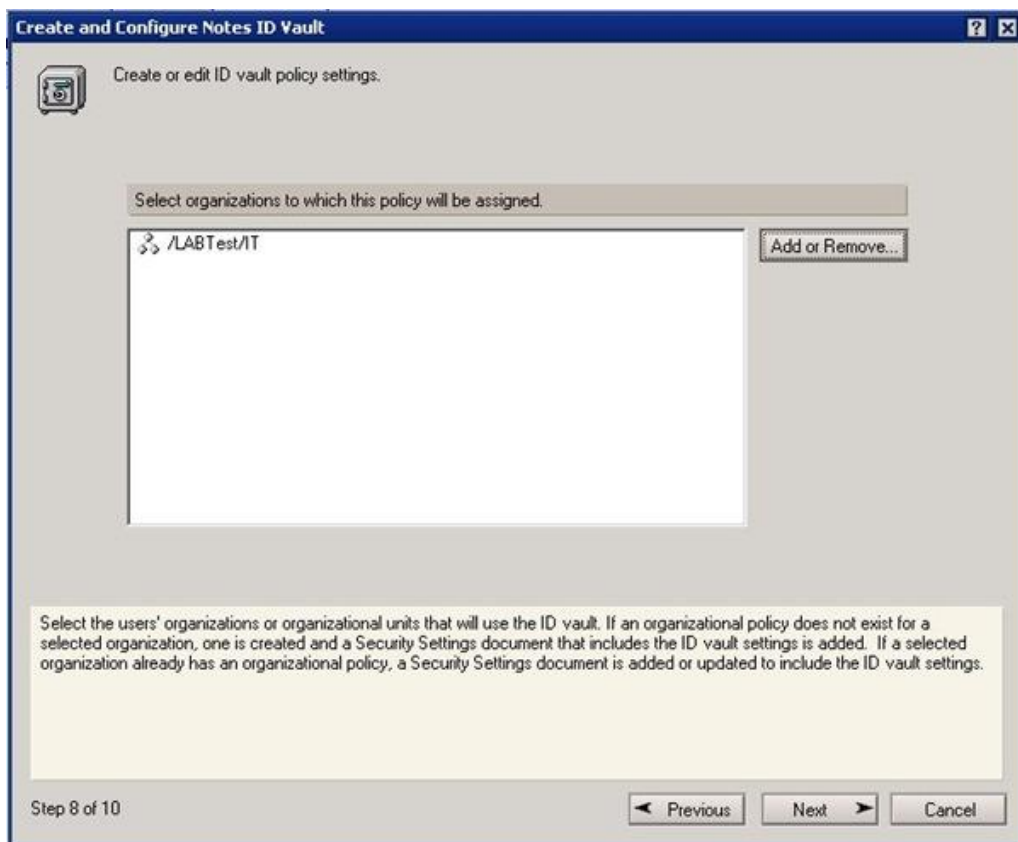 Create and Configure Notes ID Vault
Create or edit ID vault policy settings.
Select organizations to which this policy will be assigned.
/LABTest/IT
Add or Remove...
Select the users' organizations or organizational units that will use the ID vault. If an organizational policy does not exist for a
selected organization, one is created and a Security Settings document that includes the ID vault settings is added. If a selected
organization already has an organizational policy, a Security Settings document is added or updated to include the ID vault settings.
Step 8 of 10
Previous
Next
Cancel